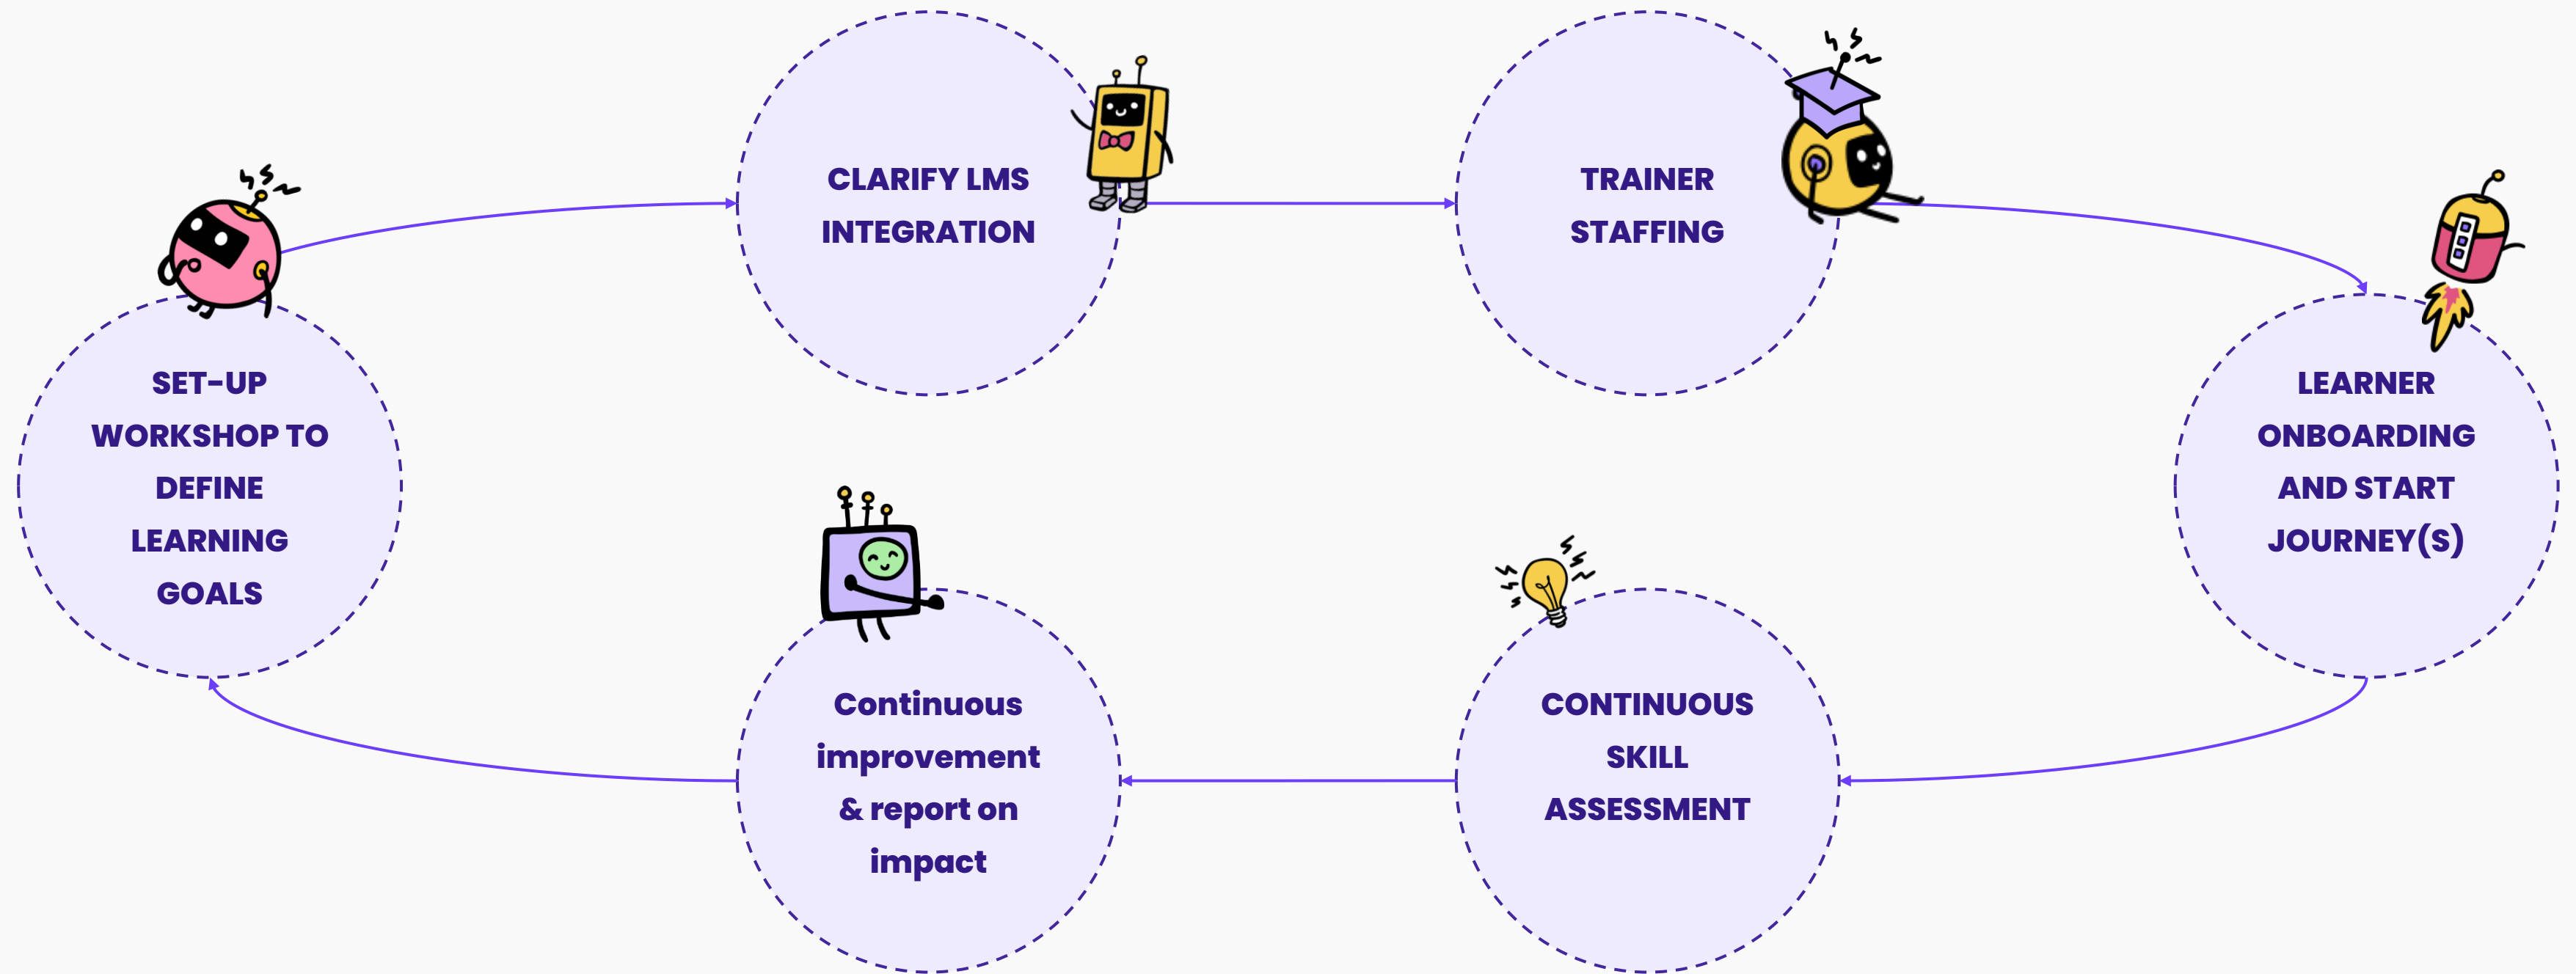 SET-UP
WORKSHOP TO
DEFINE
LEARNING
GOALS
CLARIFY LMS
INTEGRATION
TRAINER
STAFFING
LEARNER
ONBOARDING
AND START
JOURNEY(S)
CONTINUOUS
SKILL
ASSESSMENT
Continuous
improvement
& report on
impact